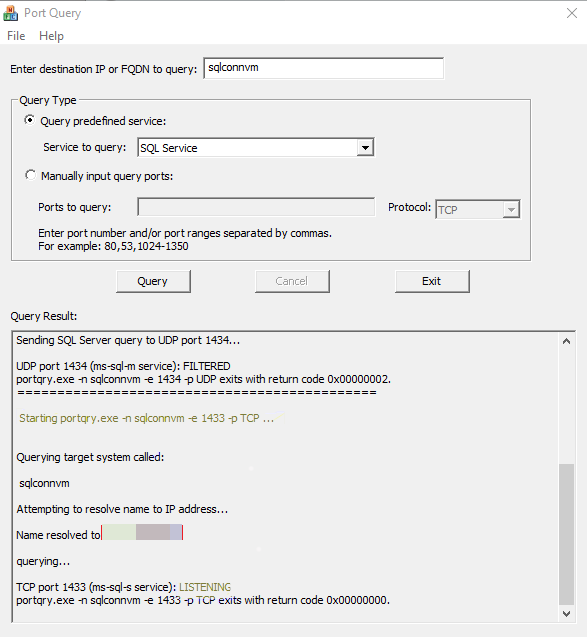 Port Query
File Help
Enter destination IP or FQDN to query: sqlconnvm
Query Type
Query predefined service:
Service to query: SQL Service
Manually input query ports:
Ports to query: Protocol: TCP
Enter port number and/or port ranges separated by commas.
For example: 80,53,1024-1350
Query Cancel Exit
Query Result:
Sending SQL Server query to UDP port 1434...
UDP port 1434 (ms-sql-m service): FILTERED
portqry.exe -n sqlconnvm -e 1434 -p UDP exits with return code 0x00000002.
=============================================
Starting portqry.exe -n sqlconnvm -e 1433 -p TCP ...
Querying target system called:
sqlconnvm
Attempting to resolve name to IP address...
Name resolved to
querying...
TCP port 1433 (ms-sql-s service): LISTENING
portqry.exe -n sqlconnvm -e 1433 -p TCP exits with return code 0x00000000.